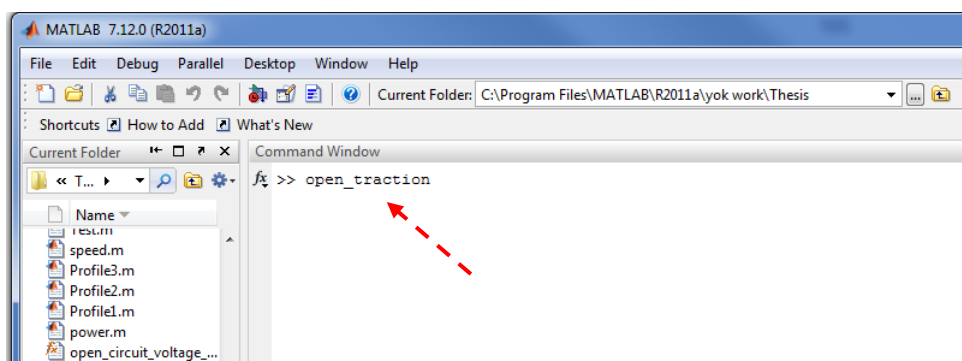 MATLAB 7.12.0 (R2011a)
File Edit Debug Parallel Desktop Window Help
Current Folder: C:\Program Files\MATLAB\R2011a\yok work\Thesis
Shortcuts How to Add What's New
Current Folder
Command Window
« T...
fx >> open_traction
Name
Test.m
speed.m
Profile3.m
Profile2.m
Profile1.m
power.m
open_circuit_voltage_...